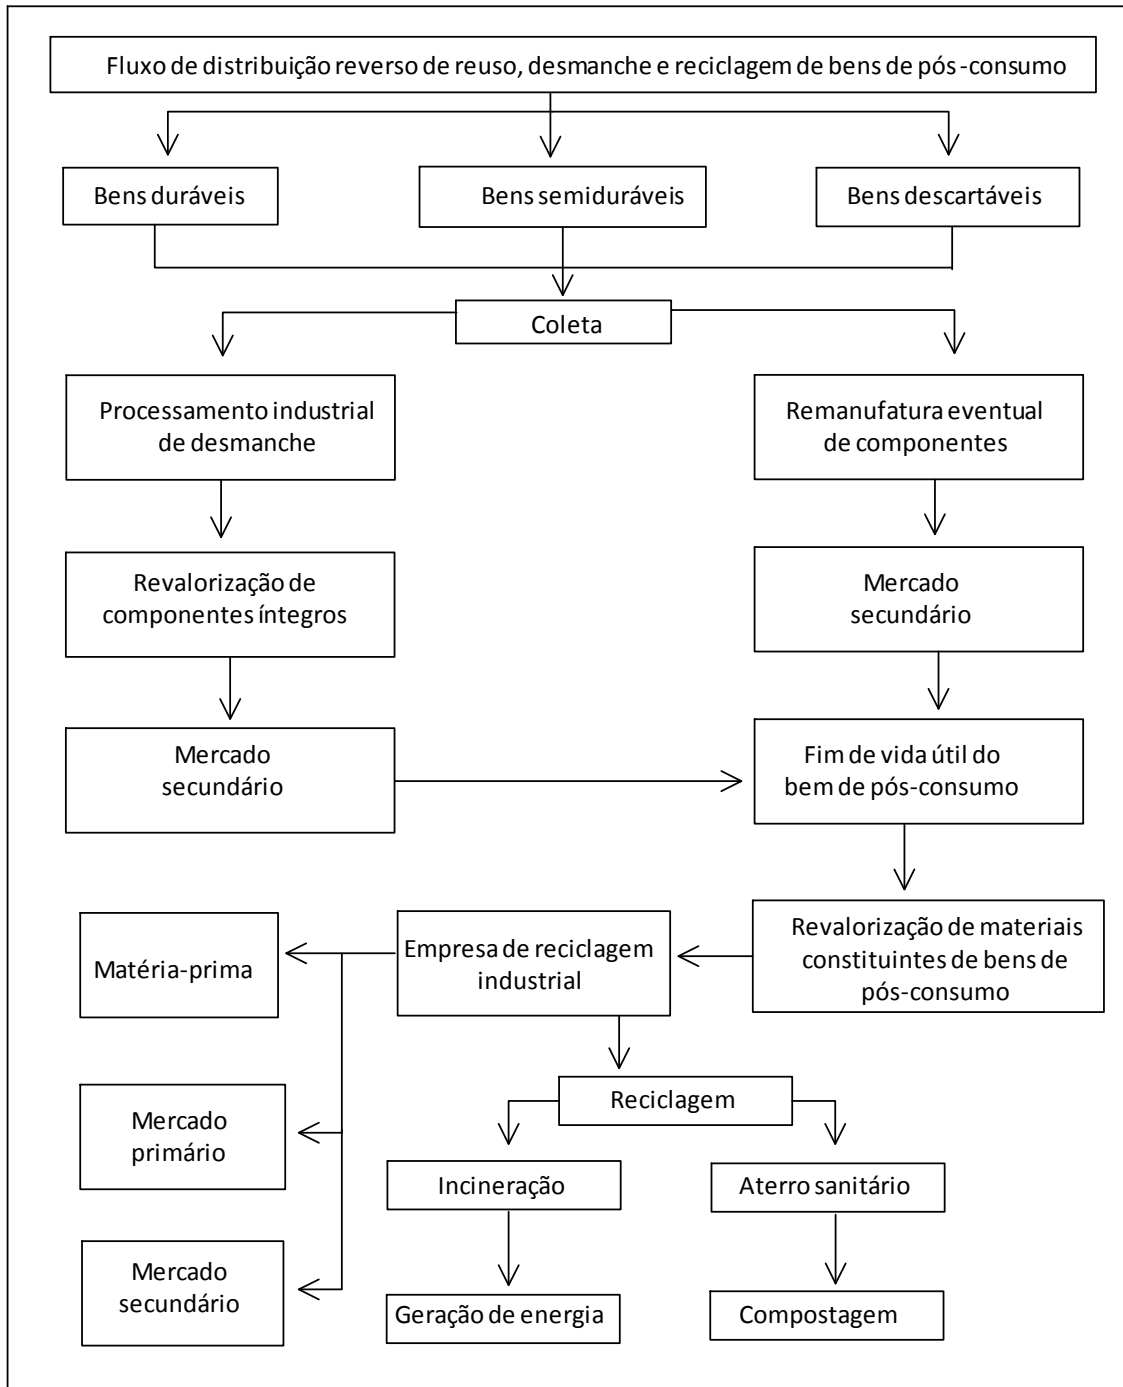 Fluxo de distribuição reverso de reuso, desmanche e reciclagem de bens de pós-consumo
Bens duráveis
Bens semiduráveis
Bens descartáveis
Coleta
Processamento industrial
de desmanche
Remanufatura eventual
de componentes
Revalorização de
componentes íntegros
Mercado
secundário
Mercado
secundário
Fim de vida útil do
bem de pós-consumo
Revalorização de materiais
constituintes de bens de
pós-consumo
Empresa de reciclagem
industrial
Matéria-prima
Mercado
primário
Mercado
secundário
Reciclagem
Incineração
Aterro sanitário
Geração de energia
Compostagem